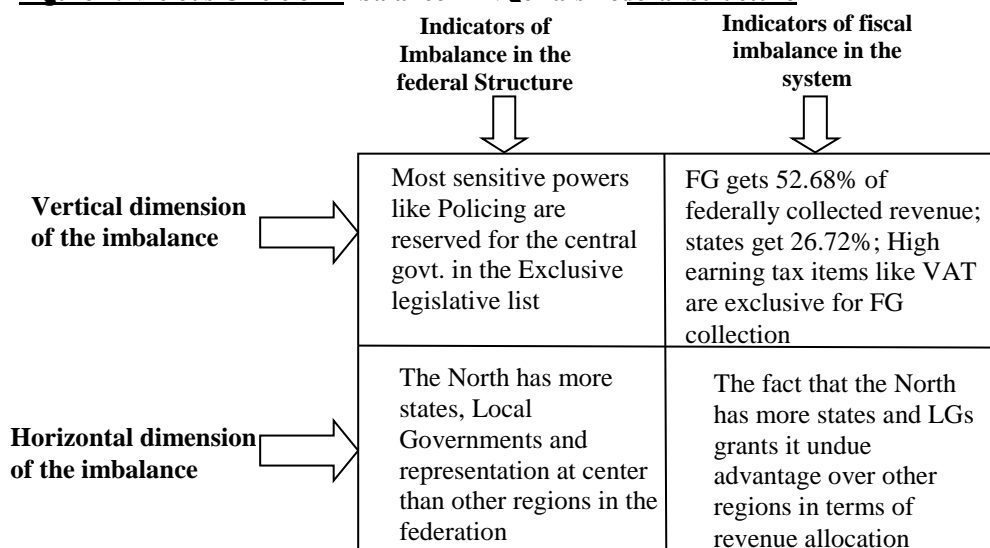 Indicators of
Imbalance in the
federal Structure
Indicators of fiscal
imbalance in the
system
Vertical dimension
of the imbalance
Most sensitive powers
like Policing are
reserved for the central
govt. in the Exclusive
legislative list
FG gets 52.68% of
federally collected revenue;
states get 26.72%; High
earning tax items like VAT
are exclusive for FG
collection
Horizontal dimension
of the imbalance
The North has more
states, Local
Governments and
representation at center
than other regions in the
federation
The fact that the North
has more states and LGs
grants it undue
advantage over other
regions in terms of
revenue allocation